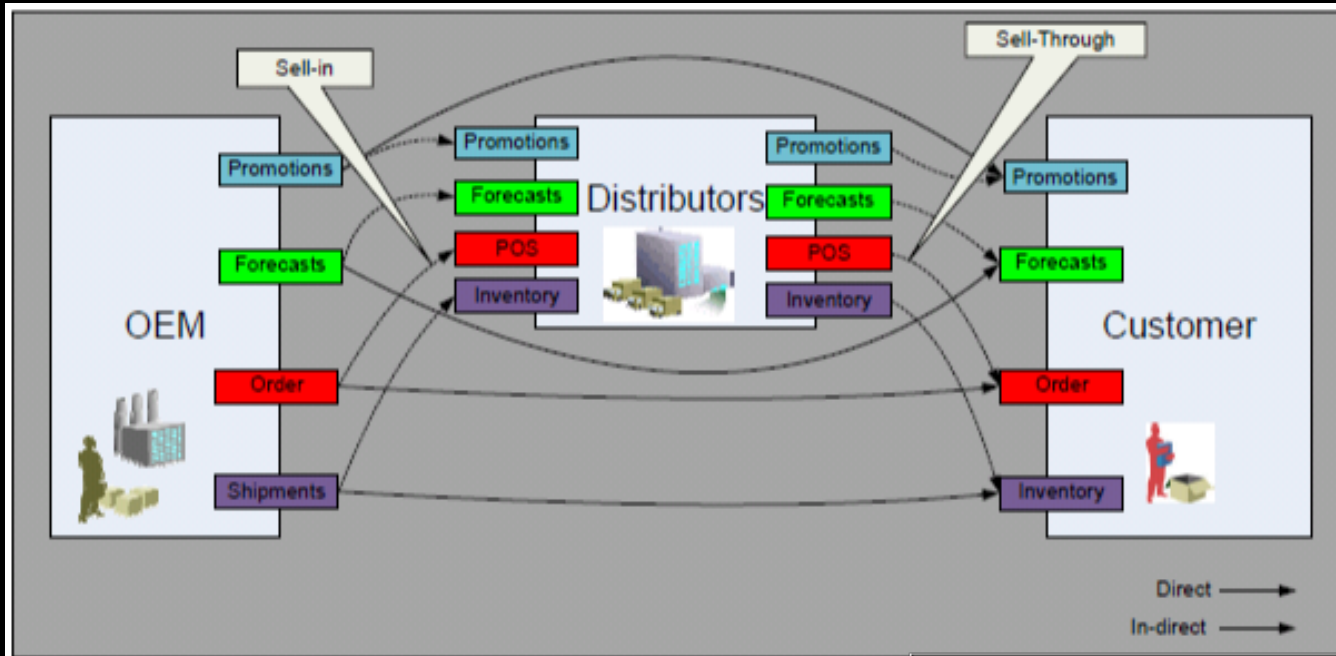 Sell-in
Sell-Through
OEM
Promotions
Forecasts
Order
Shipments
Distributors
Promotions
Forecasts
POS
Inventory
Promotions
Forecasts
POS
Inventory
Customer
Promotions
Forecasts
Order
Inventory
Direct
In-direct